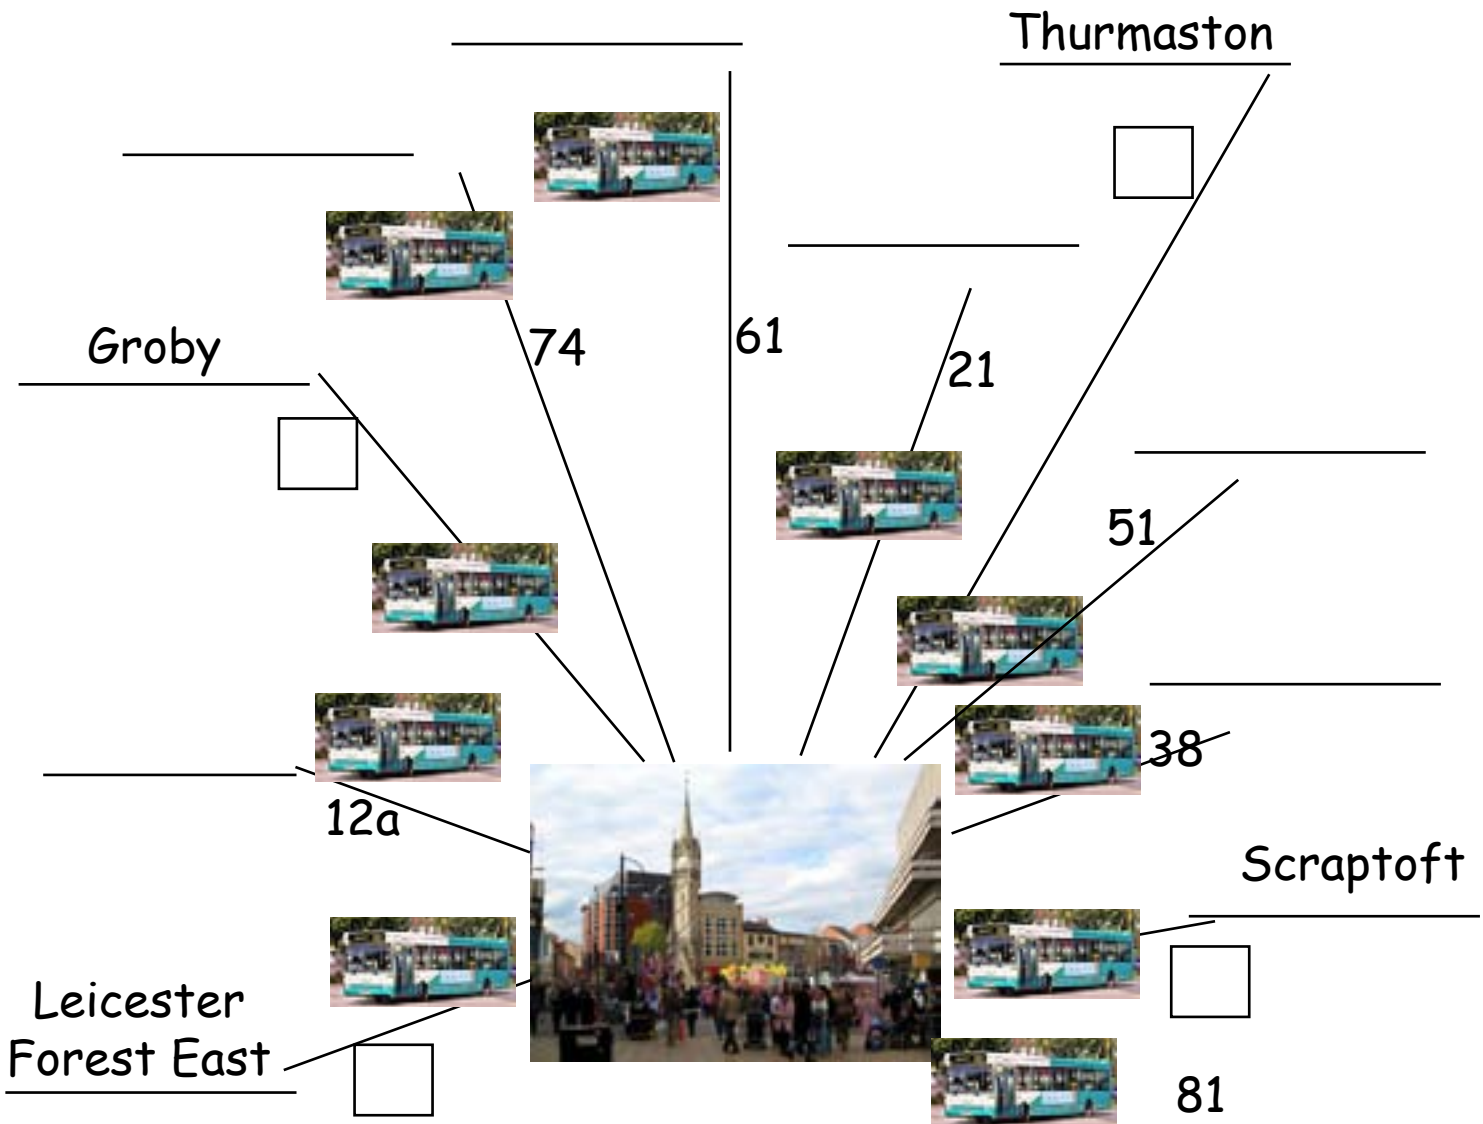 Thurmaston
74
61
21
Groby
51
38
12a
Scraptoft
Leicester
Forest East
81